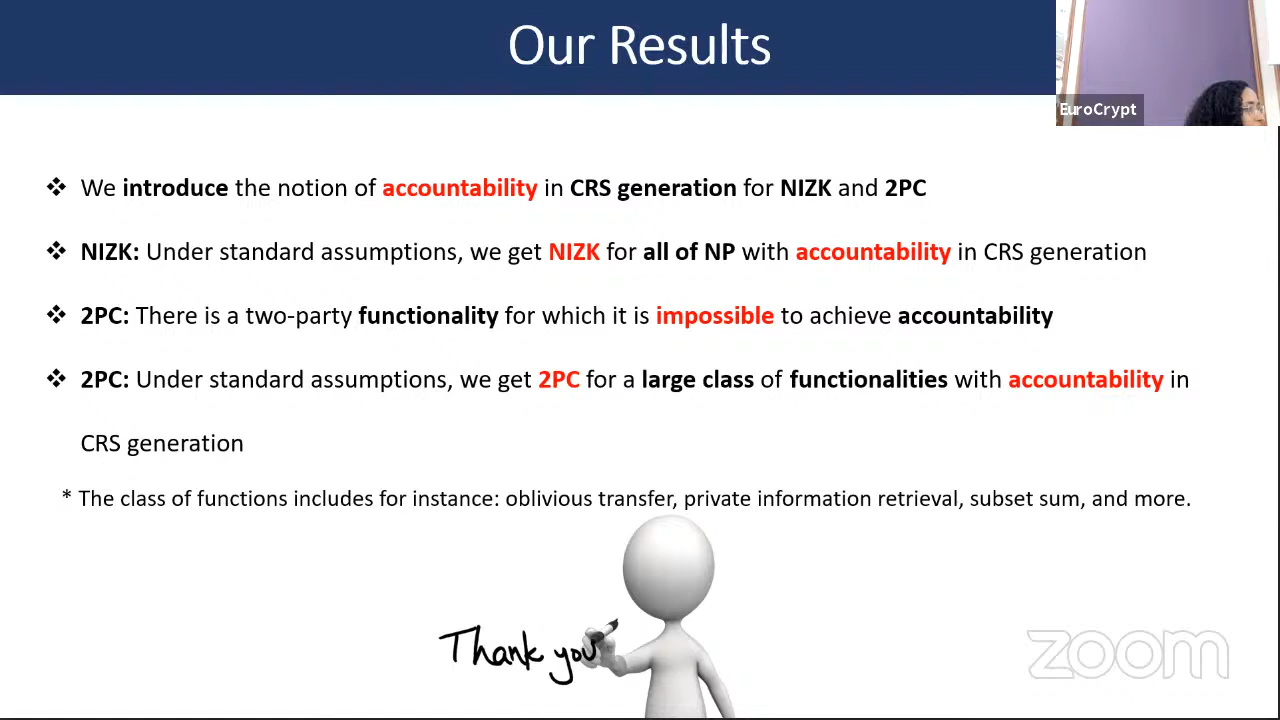 Our Results
EuroCrypt
❖ We introduce the notion of accountability in CRS generation for NIZK and 2PC
❖ NIZK: Under standard assumptions, we get NIZK for all of NP with accountability in CRS generation
❖ 2PC: There is a two-party functionality for which it is impossible to achieve accountability
❖ 2PC: Under standard assumptions, we get 2PC for a large class of functionalities with accountability in
CRS generation
* The class of functions includes for instance: oblivious transfer, private information retrieval, subset sum, and more.
Thank you
zoom